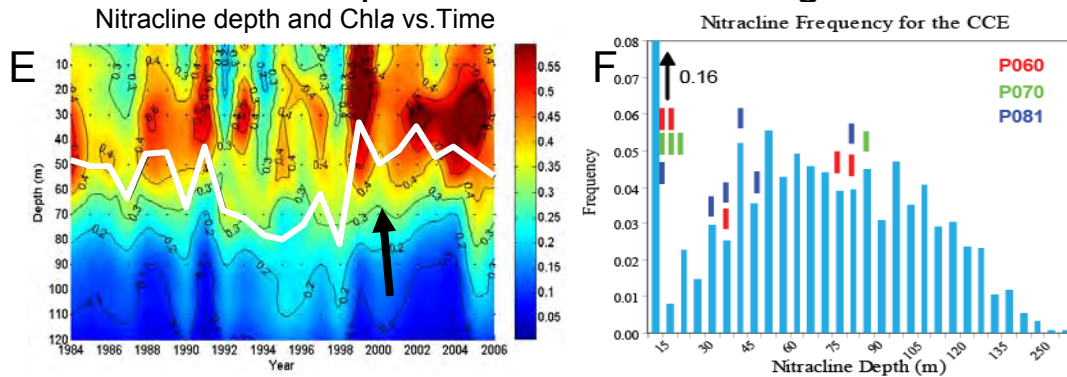 Nitracline depth and Chla vs.Time
E
10
20
30
40
50
60
70
80
90
100
110
120
Depth (m)
1984 1986 1988 1990 1992 1994 1996 1998 2000 2002 2004 2006
Year
0.55
0.5
0.45
0.4
0.35
0.3
0.25
0.2
0.15
0.1
0.05
Nitracline Frequency for the CCE
F
0.08
0.07
0.06
0.05
0.04
0.03
0.02
0.01
0.00
Frequency
0.16
P060
P070
P081
15 30 45 60 75 90 105 120 135 250
Nitracline Depth (m)